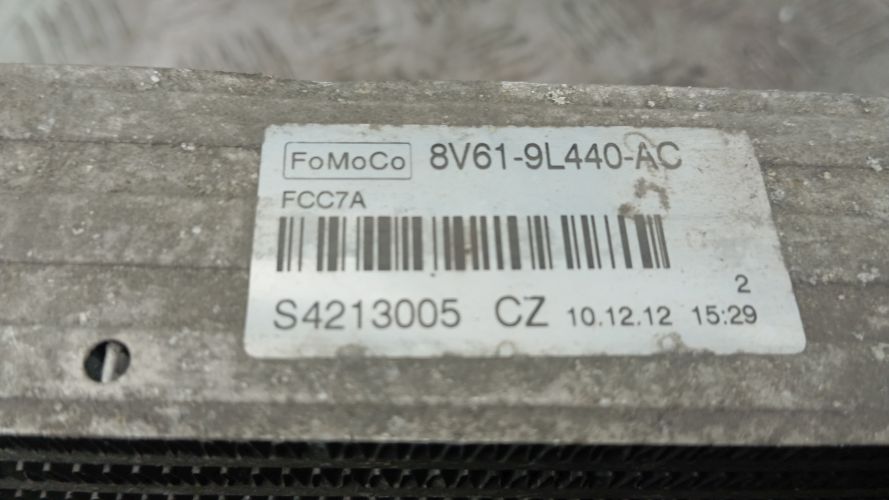 FoMoCo 8V61-9L440-AC
FCC7A
2
S4213005 CZ 10.12.12 15:29